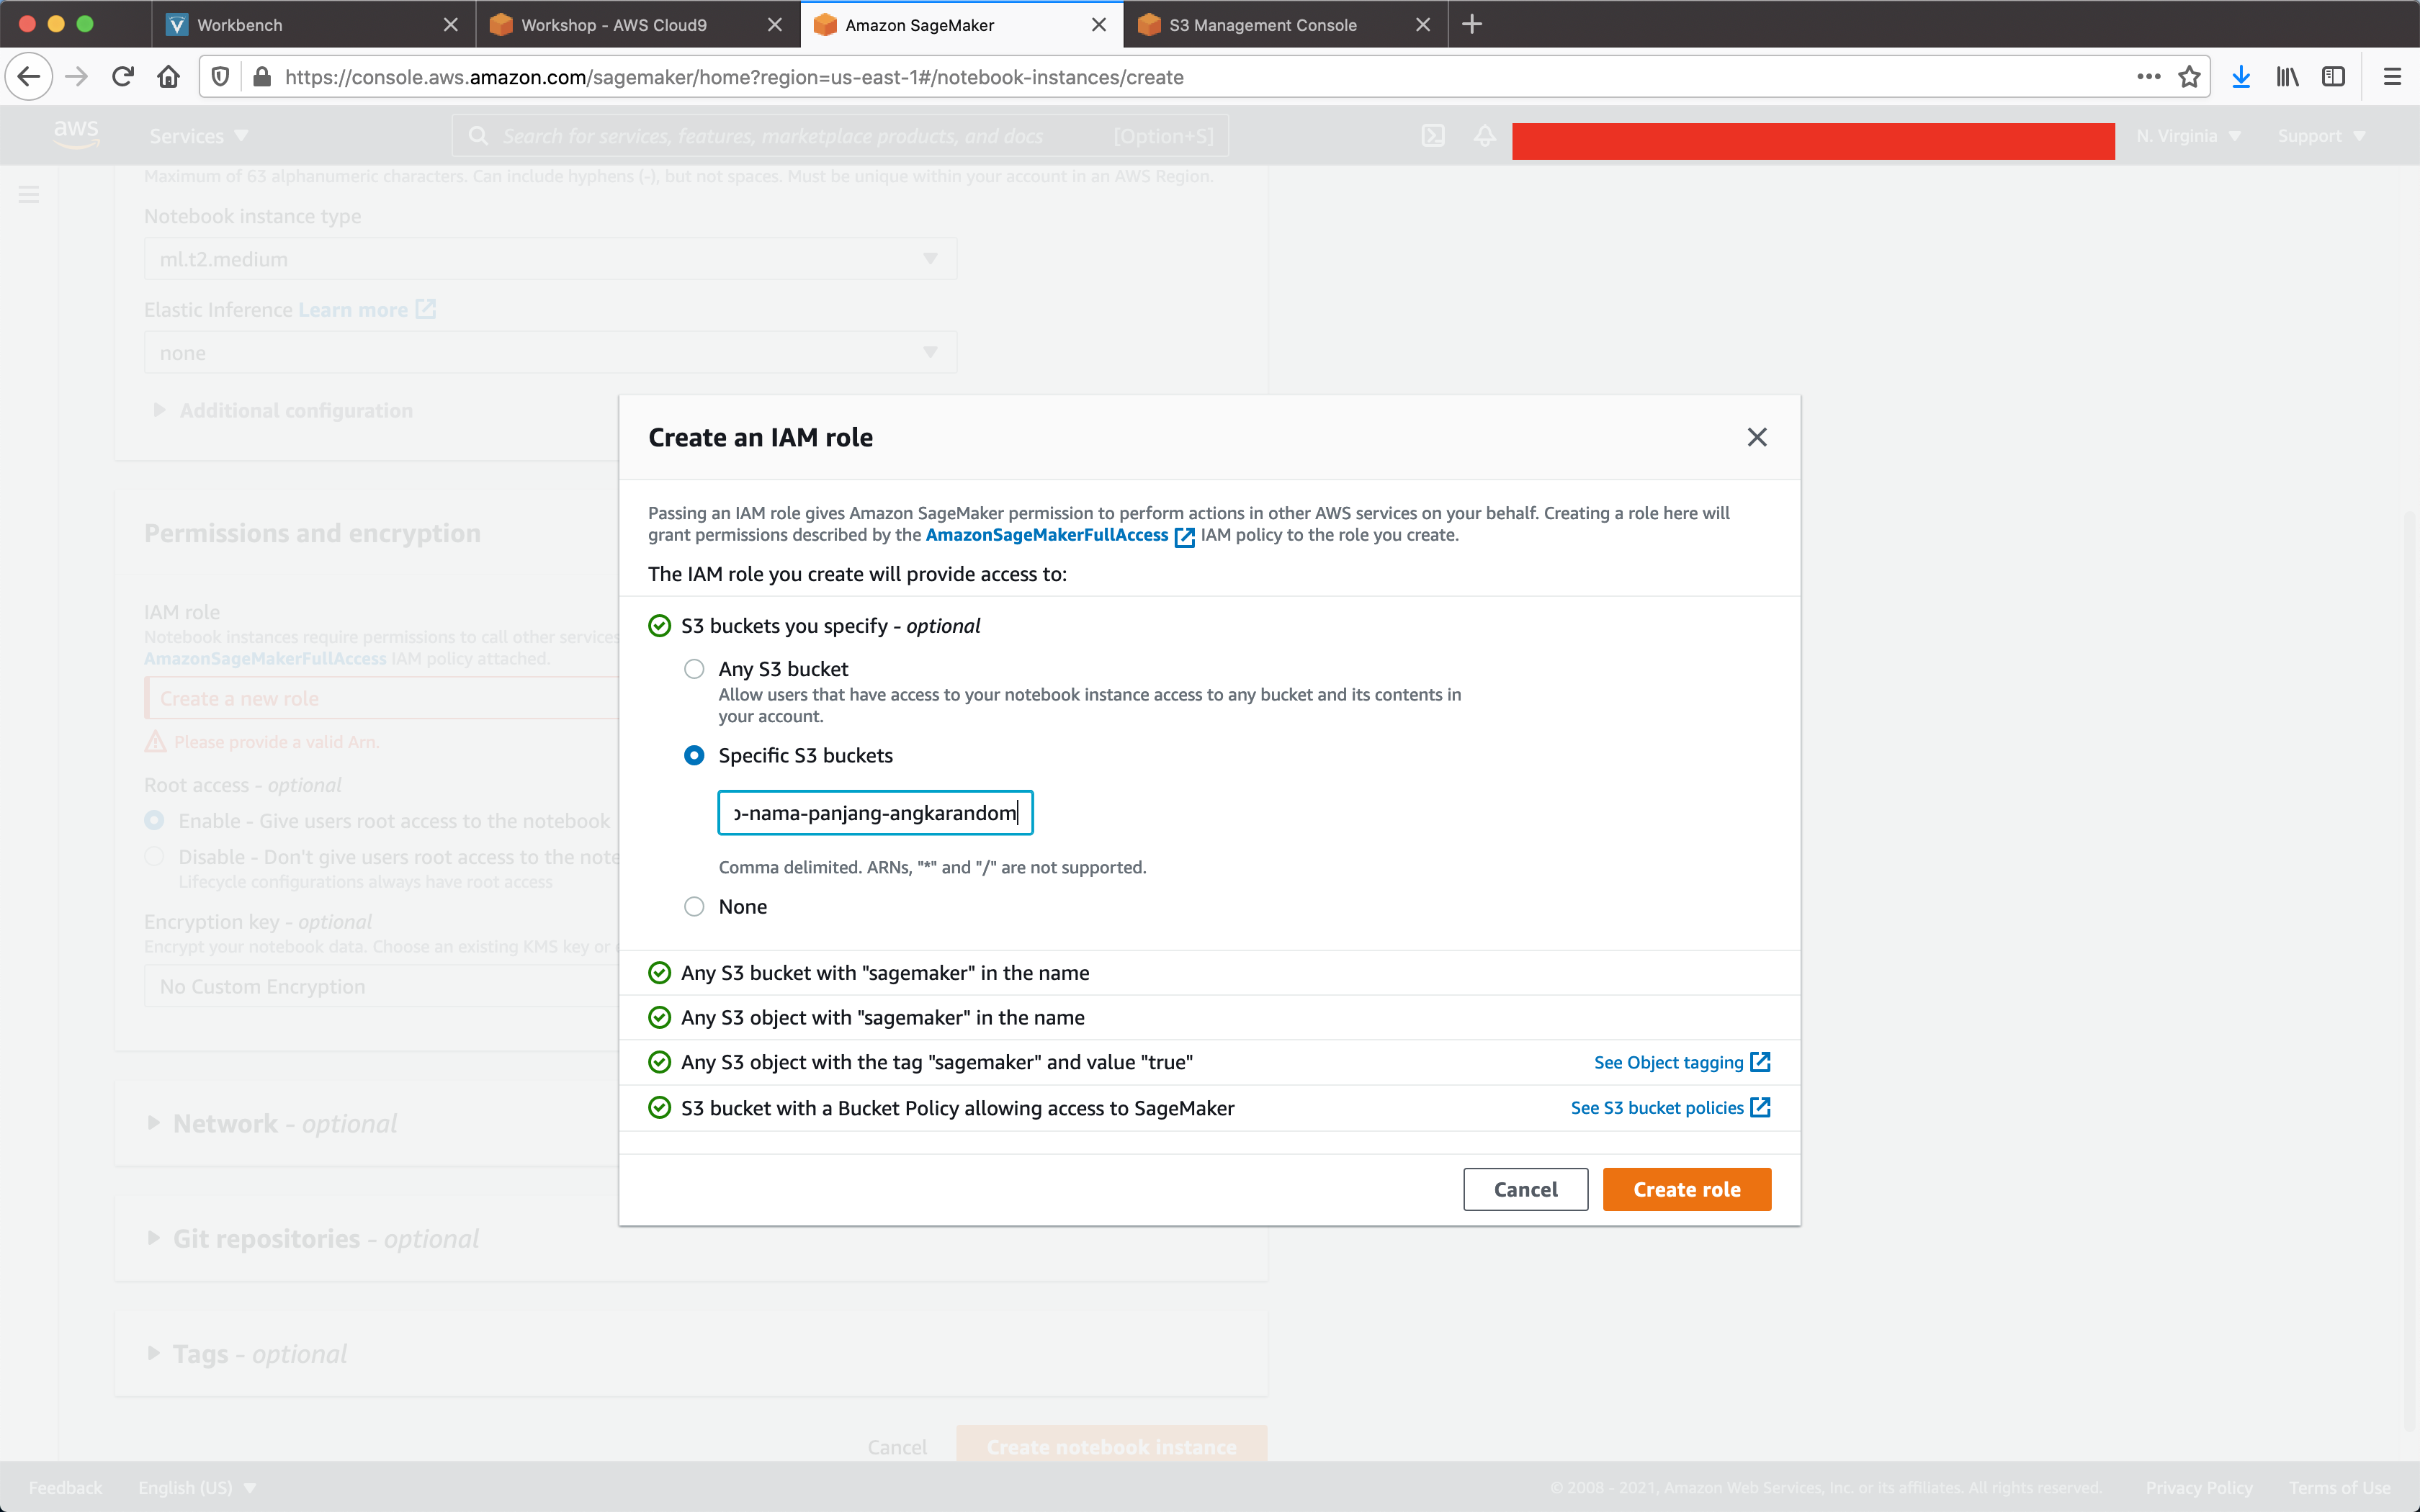 Workbench
Workshop - AWS Cloud9
Amazon SageMaker
S3 Management Console
https://console.aws.amazon.com/sagemaker/home?region=us-east-1#/notebook-instances/create
aws
Services
Search for services, features, marketplace products, and docs
[Option+S]
N. Virginia
Support
Maximum of 63 alphanumeric characters. Can include hyphens (-), but not spaces. Must be unique within your account in an AWS Region.
Notebook instance type
ml.t2.medium
Elastic Inference Learn more
none
Additional configuration
Permissions and encryption
IAM role
Notebook instances require permissions to call other services
AmazonSageMakerFullAccess IAM policy attached.
Create a new role
Please provide a valid Arn.
Root access - optional
Enable - Give users root access to the notebook
Disable - Don't give users root access to the note
Lifecycle configurations always have root access
Encryption key - optional
Encrypt your notebook data. Choose an existing KMS key or
No Custom Encryption
Network - optional
Git repositories - optional
Tags - optional
Cancel
Create notebook instance
Create an IAM role
Passing an IAM role gives Amazon SageMaker permission to perform actions in other AWS services on your behalf. Creating a role here will
grant permissions described by the AmazonSageMakerFullAccess IAM policy to the role you create.
The IAM role you create will provide access to:
S3 buckets you specify - optional
Any S3 bucket
Allow users that have access to your notebook instance access to any bucket and its contents in
your account.
Specific S3 buckets
-nama-panjang-angkarandom
Comma delimited. ARNs, "*" and "/" are not supported.
None
Any S3 bucket with "sagemaker" in the name
Any S3 object with "sagemaker" in the name
Any S3 object with the tag "sagemaker" and value "true"
See Object tagging
S3 bucket with a Bucket Policy allowing access to SageMaker
See S3 bucket policies
Cancel
Create role
Feedback
English (US)
© 2008 - 2021, Amazon Web Services, Inc. or its affiliates. All rights reserved.
Privacy Policy
Terms of Use